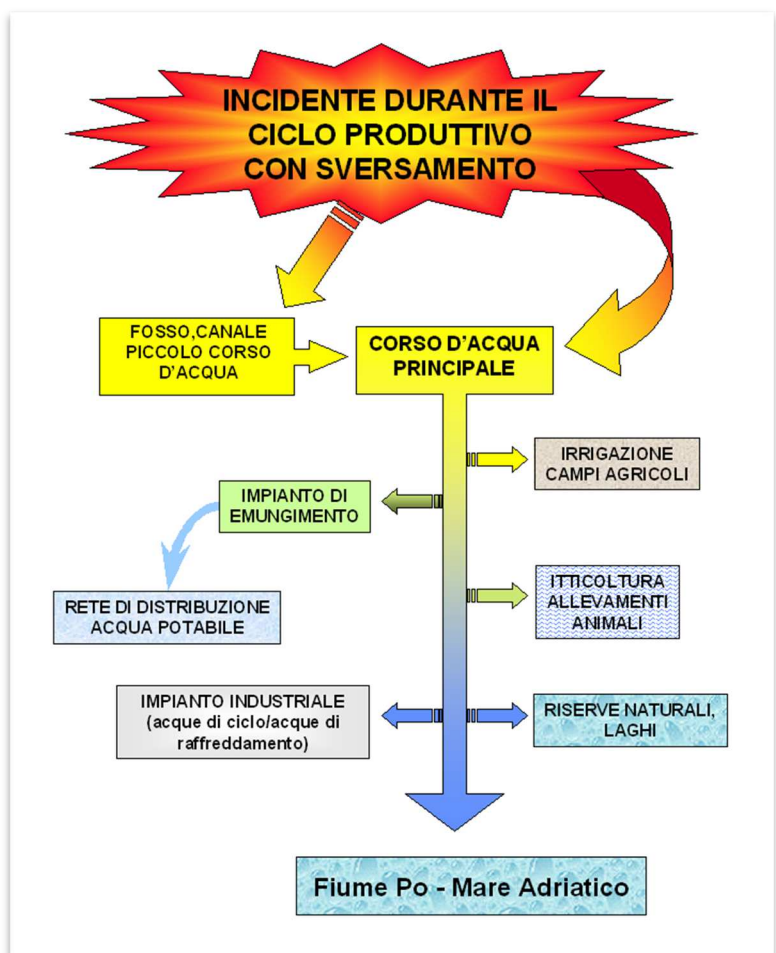 INCIDENTE DURANTE IL
CICLO PRODUTTIVO
CON SVERSAMENTO
FOSSO,CANALE
PICCOLO CORSO
D'ACQUA
CORSO D'ACQUA
PRINCIPALE
IRRIGAZIONE
CAMPI AGRICOLI
IMPIANTO DI
EMUNGIMENTO
ITTICOLTURA
ALLEVAMENTI
ANIMALI
RETE DI DISTRIBUZIONE
ACQUA POTABILE
IMPIANTO INDUSTRIALE
(acque di ciclo/acque di
raffreddamento)
RISERVE NATURALI,
LAGHI
Fiume Po - Mare Adriatico